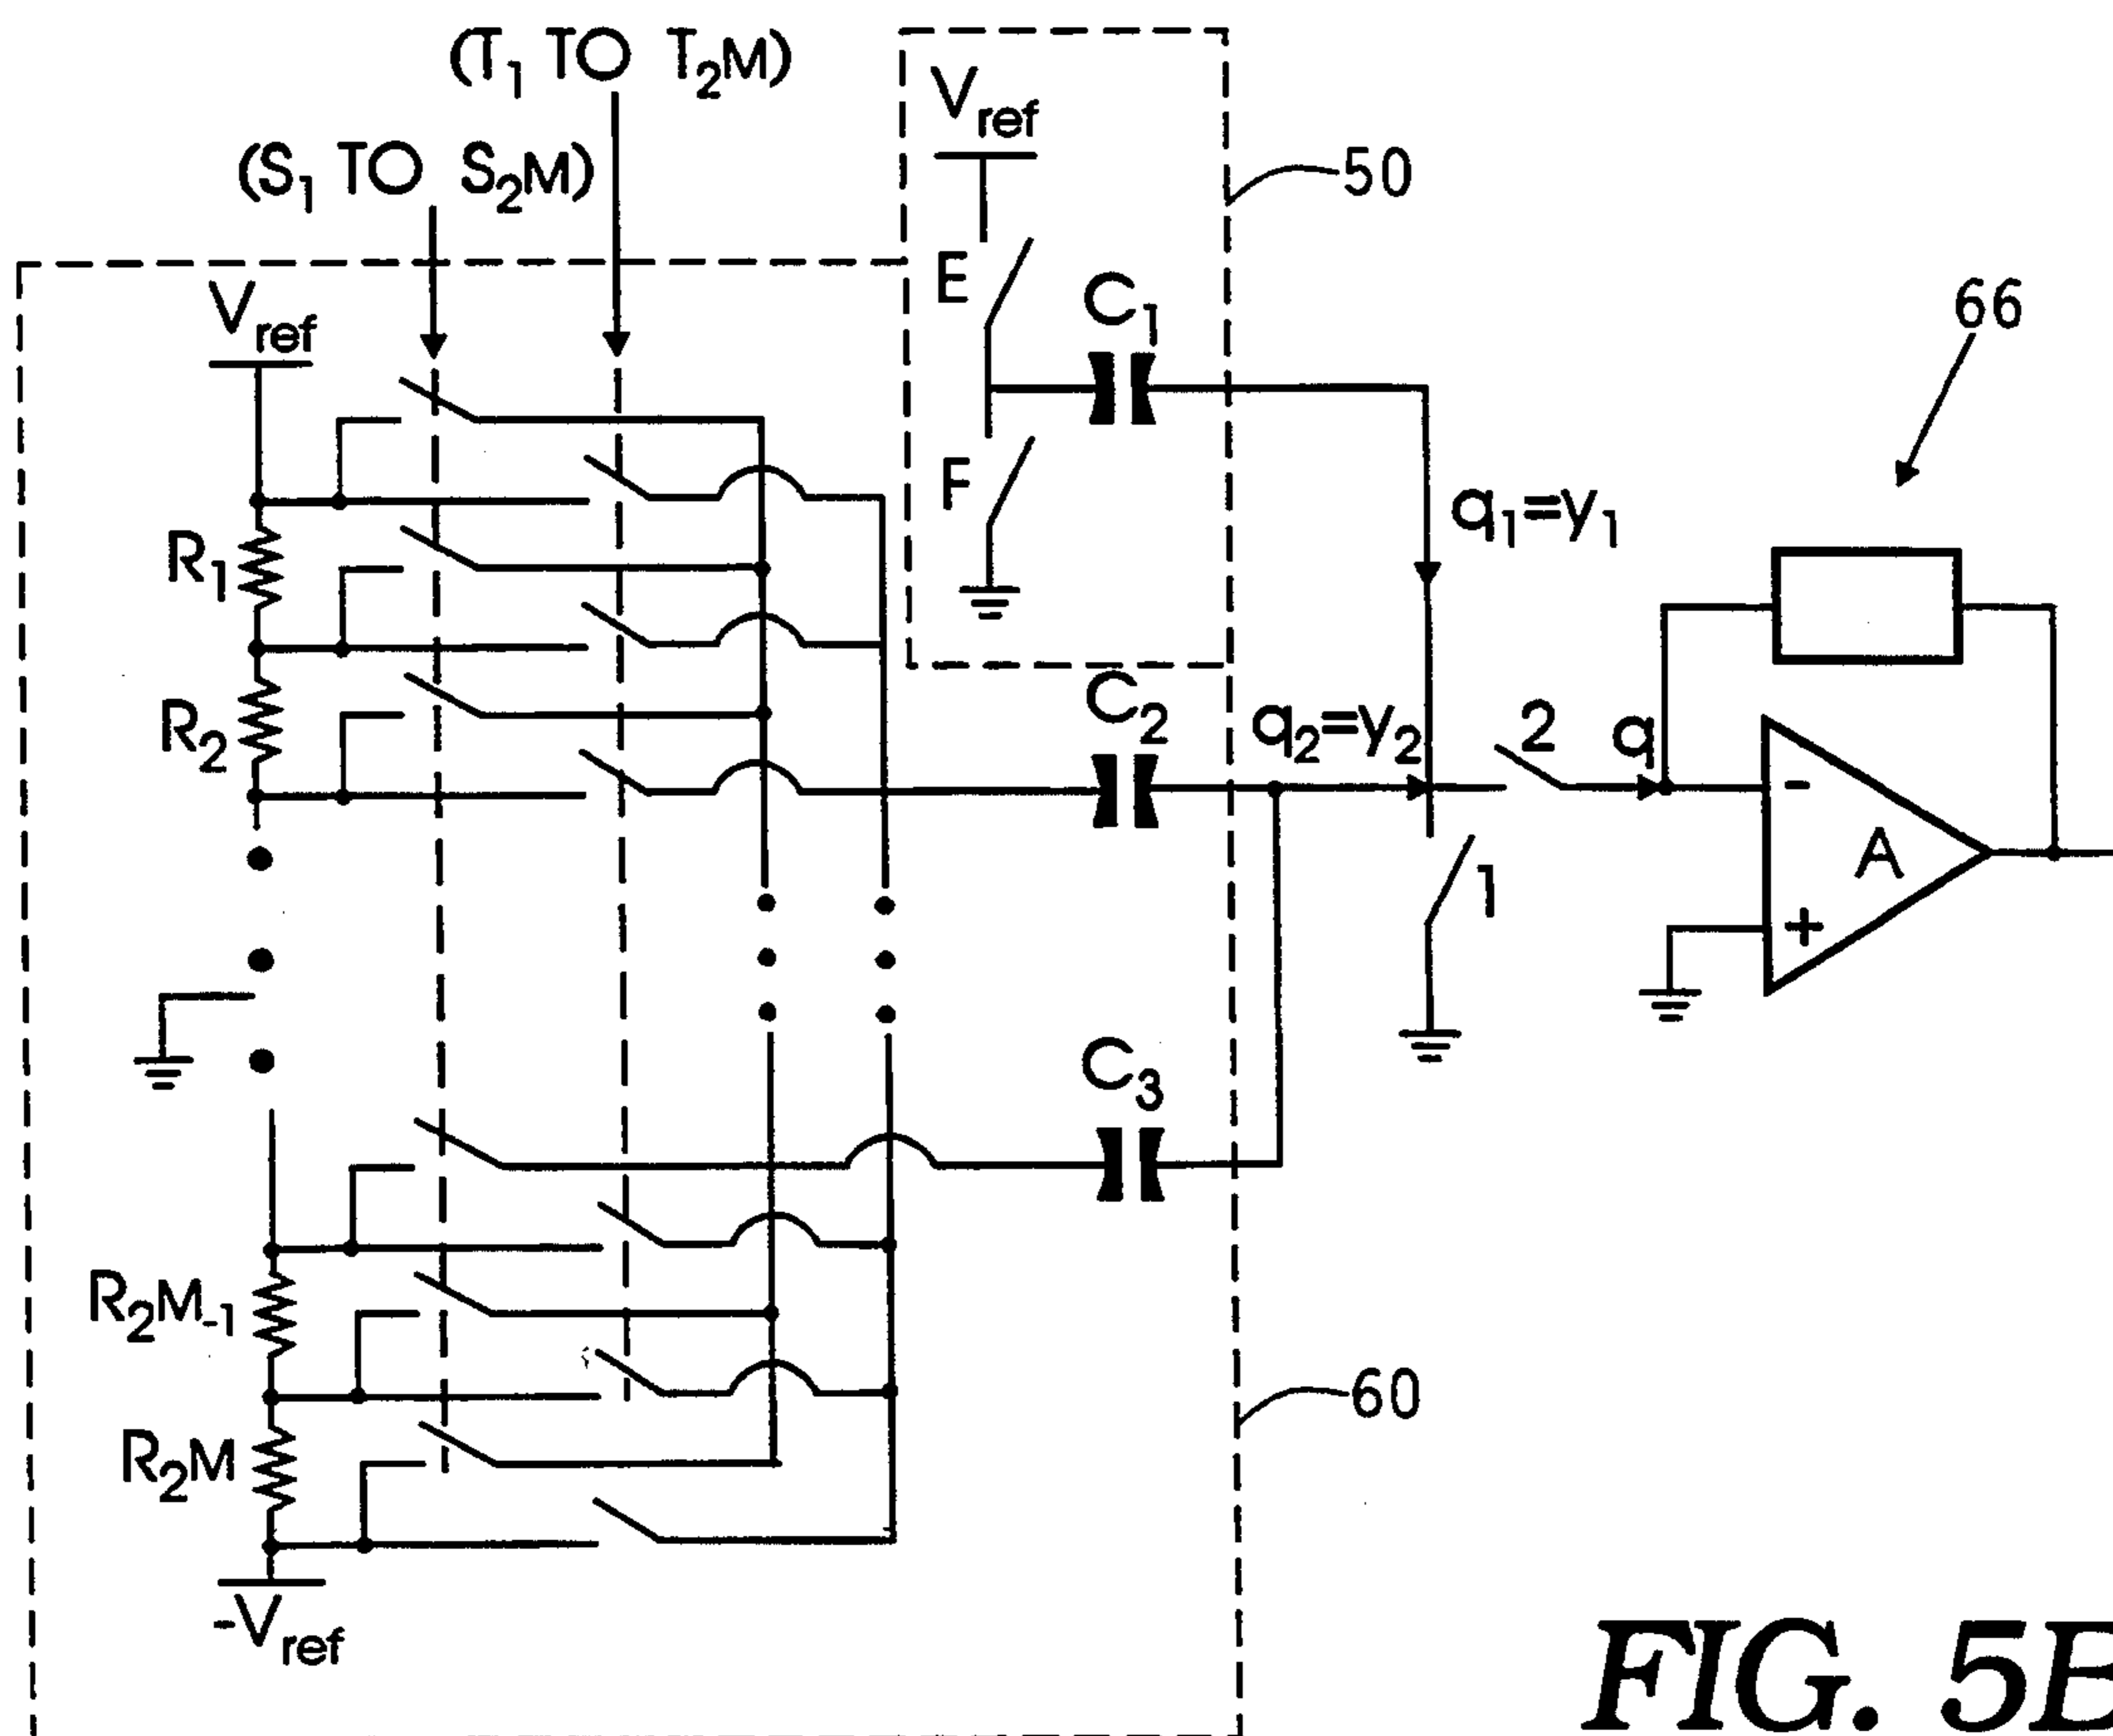 (T1 TO T2M)
(S1 TO S2M)
Vref
50
Vref
E
C1
66
F
q1=y1
R1
R2
C2
q2=y2
2
q
-
A
+
1
C3
R2M-1
60
R2M
-Vref
FIG. 5B